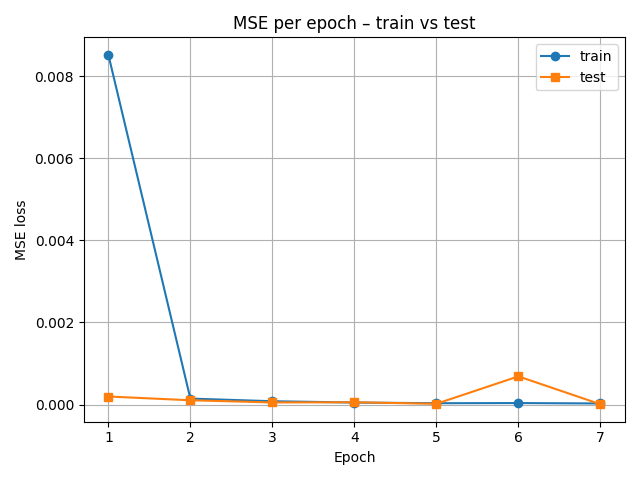 MSE per epoch – train vs test
train
test
MSE loss
0.008
0.006
0.004
0.002
0.000
1 2 3 4 5 6 7
Epoch